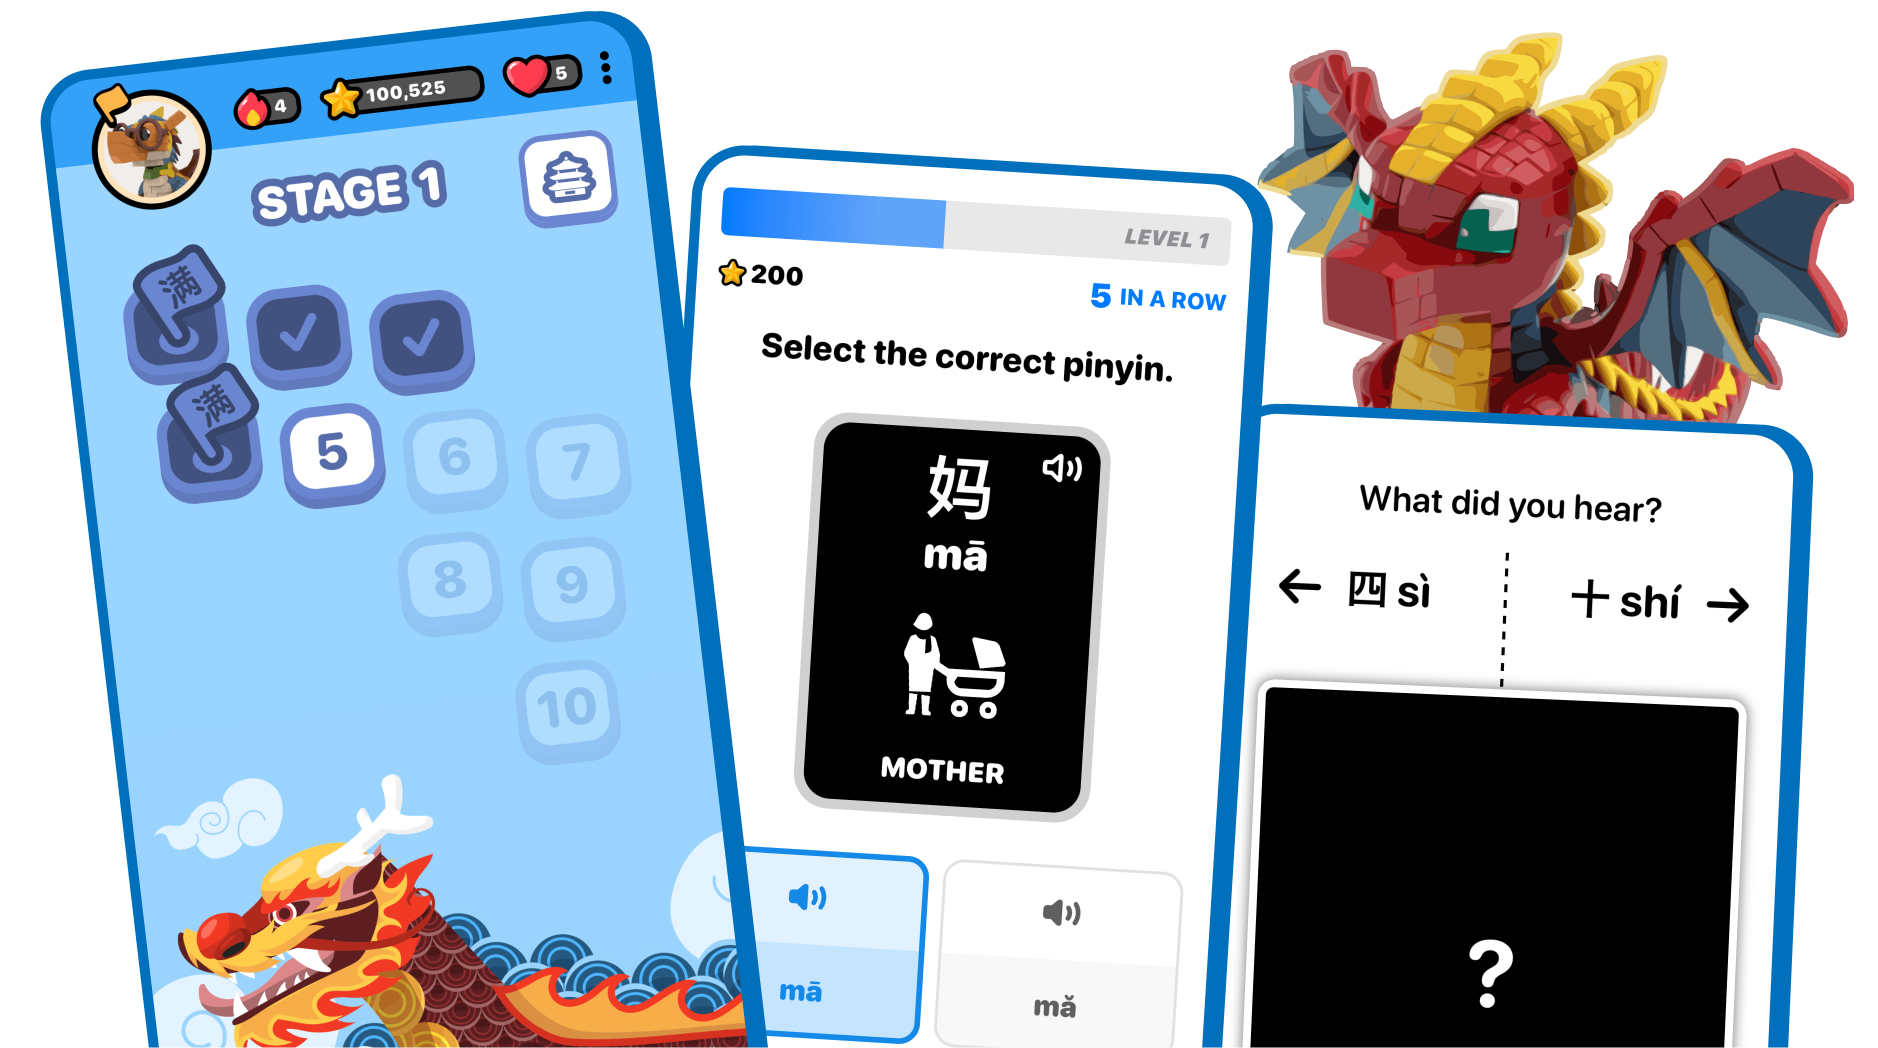 4
100,525
5
STAGE 1
满
满
5
6
7
8
9
10
LEVEL 1
200
5 IN A ROW
Select the correct pinyin.
妈
mā
MOTHER
mā
mǎ
What did you hear?
← 四 sì
十 shí →
?